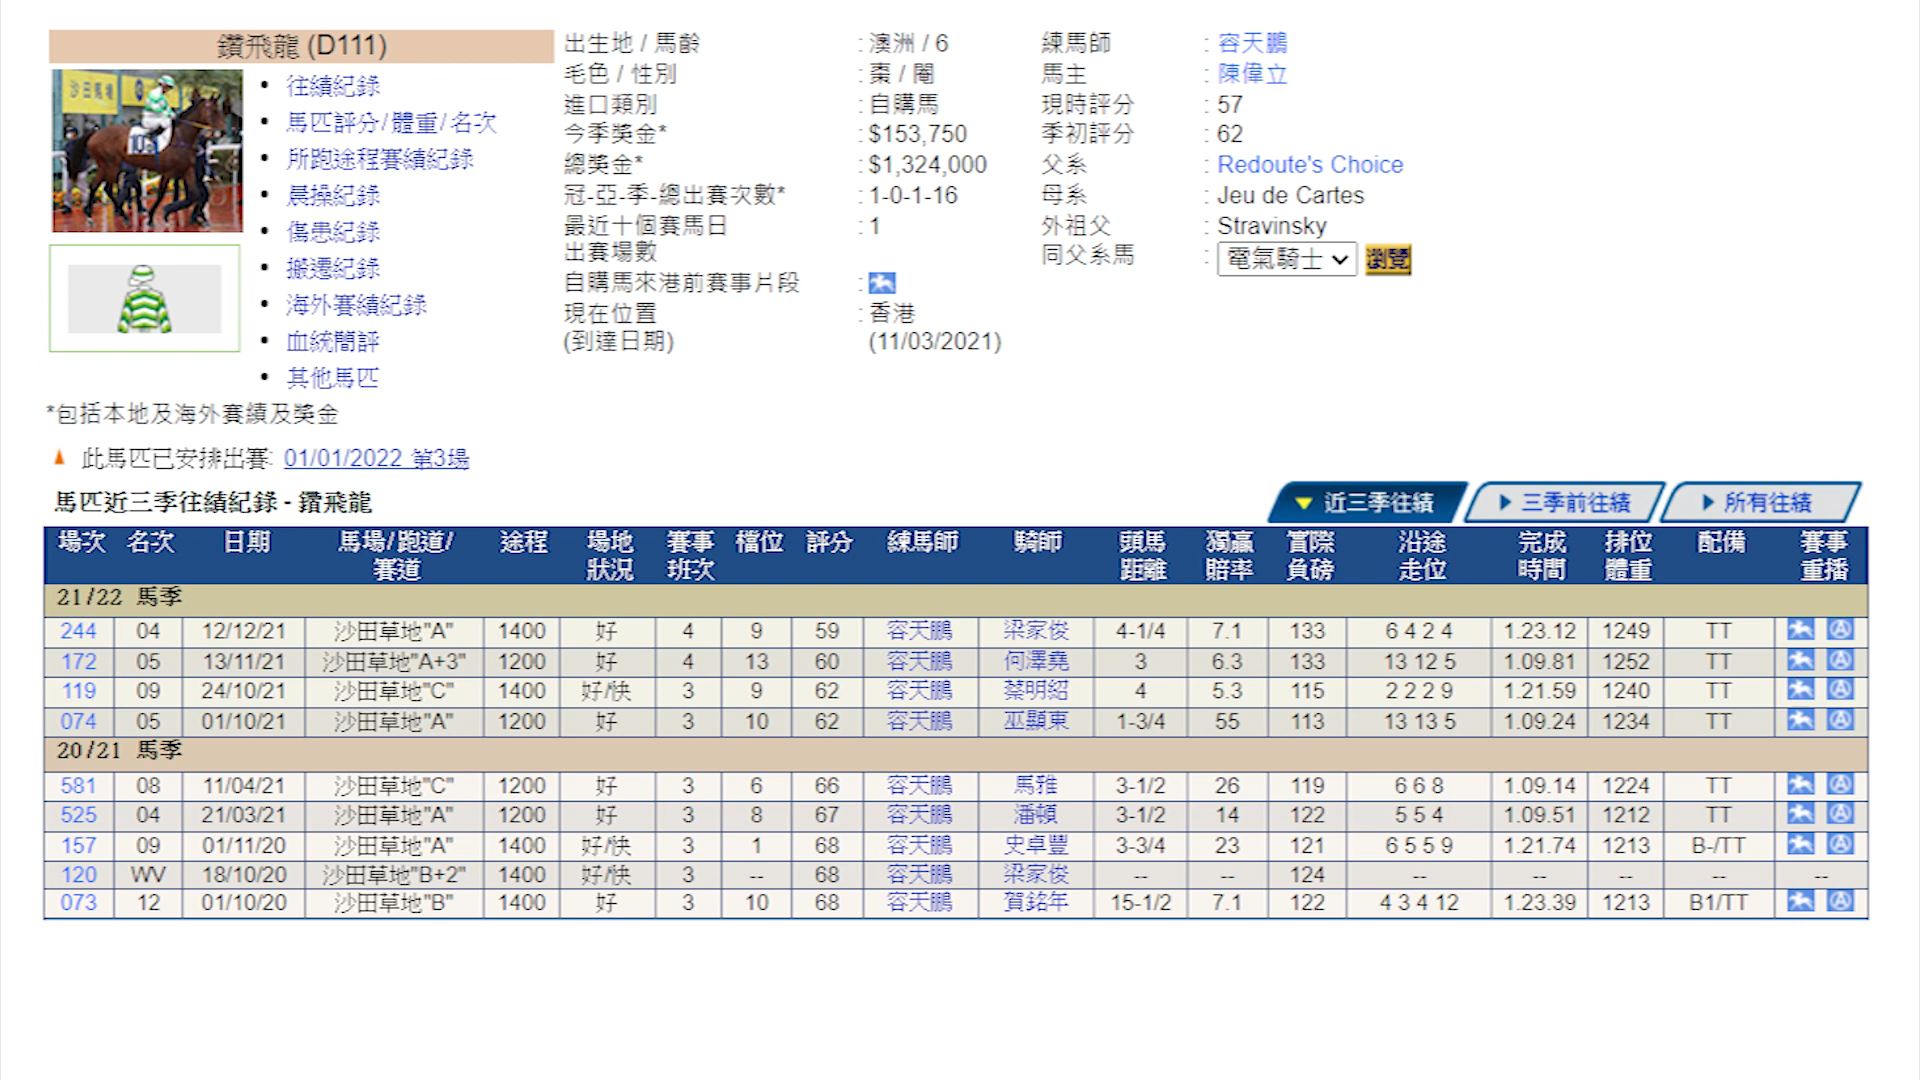 鑽飛龍 (D111)
往績紀錄
馬匹評分/體重/名次
所跑途程賽績紀錄
晨操紀錄
傷患紀錄
搬遷紀錄
海外賽績紀錄
血統簡評
其他馬匹
沙田馬場
出生地 / 馬齡 : 澳洲 / 6
毛色 / 性別 : 棗 / 閹
進口類別 : 自購馬
今季獎金* : $153,750
總獎金* : $1,324,000
冠-亞-季-總出賽次數* : 1-0-1-16
最近十個賽馬日 : 1
出賽場數
自購馬來港前賽事片段 :
現在位置 : 香港
(到達日期) (11/03/2021)
練馬師 : 容天鵬
馬主 : 陳偉立
現時評分 : 57
季初評分 : 62
父系 : Redoute's Choice
母系 : Jeu de Cartes
外祖父 : Stravinsky
同父系馬 : 電氣騎士 瀏覽
*包括本地及海外賽績及獎金
此馬匹已安排出賽: 01/01/2022 第3場
馬匹近三季往績紀錄 - 鑽飛龍
近三季往績 三季前往績 所有往績
場次 名次 日期 馬場/跑道/賽道 途程 場地狀況 賽事班次 檔位 評分 練馬師 騎師 頭馬距離 獨贏賠率 實際負磅 沿途走位 完成時間 排位體重 配備 賽事重播
21/22 馬季
244 04 12/12/21 沙田草地"A" 1400 好 4 9 59 容天鵬 梁家俊 4-1/4 7.1 133 6 4 2 4 1.23.12 1249 TT
172 05 13/11/21 沙田草地"A+3" 1200 好 4 13 60 容天鵬 何澤堯 3 6.3 133 13 12 5 1.09.81 1252 TT
119 09 24/10/21 沙田草地"C" 1400 好/快 3 9 62 容天鵬 蔡明紹 4 5.3 115 2 2 2 9 1.21.59 1240 TT
074 05 01/10/21 沙田草地"A" 1200 好 3 10 62 容天鵬 巫顯東 1-3/4 55 113 13 13 5 1.09.24 1234 TT
20/21 馬季
581 08 11/04/21 沙田草地"C" 1200 好 3 6 66 容天鵬 馬雅 3-1/2 26 119 6 6 8 1.09.14 1224 TT
525 04 21/03/21 沙田草地"A" 1200 好 3 8 67 容天鵬 潘頓 3-1/2 14 122 5 5 4 1.09.51 1212 TT
157 09 01/11/20 沙田草地"A" 1400 好/快 3 1 68 容天鵬 史卓豐 3-3/4 23 121 6 5 5 9 1.21.74 1213 B-/TT
120 WV 18/10/20 沙田草地"B+2" 1400 好/快 3 -- 68 容天鵬 梁家俊 -- -- 124 -- -- -- -- --
073 12 01/10/20 沙田草地"B" 1400 好 3 10 68 容天鵬 賀銘年 15-1/2 7.1 122 4 3 4 12 1.23.39 1213 B1/TT